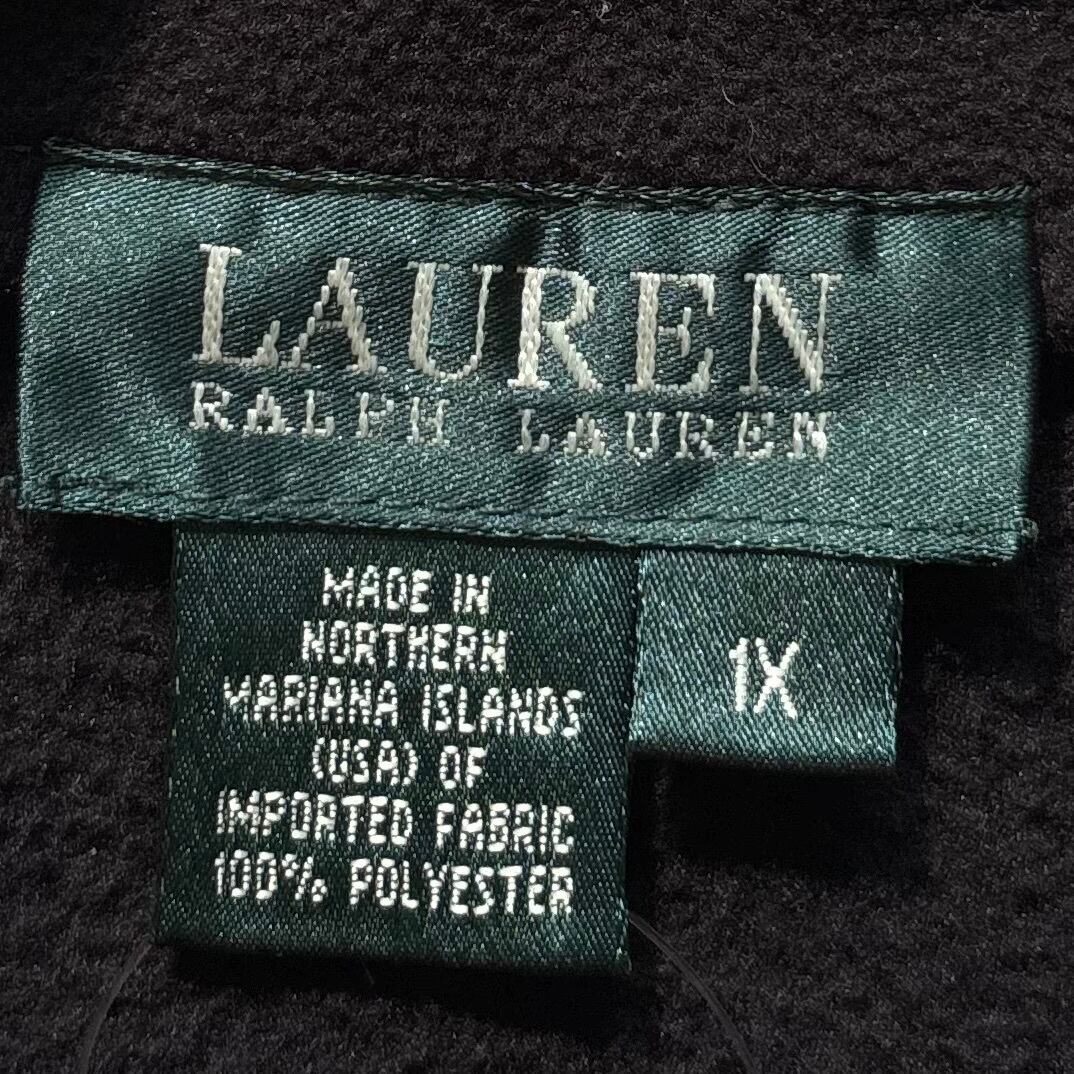 LAUREN
RALPH LAUREN
MADE IN
NORTHERN
MARIANA ISLANDS
(USA) OF
IMPORTED FABRIC
100% POLYESTER
1X